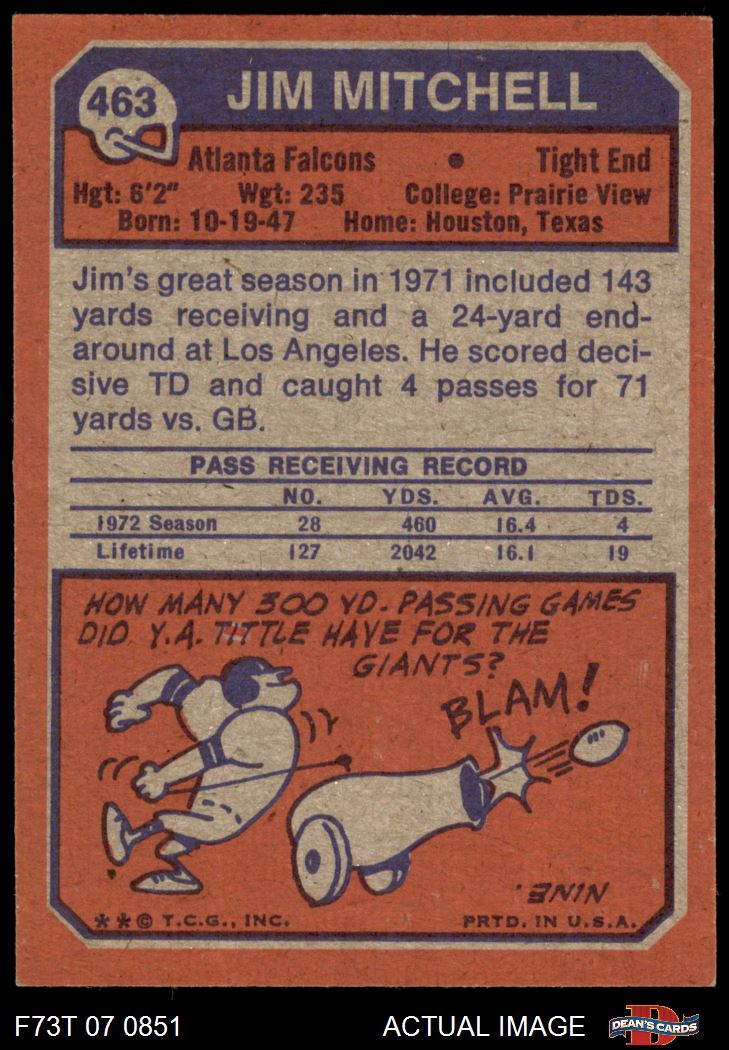 463
JIM MITCHELL
Atlanta Falcons • Tight End
Hgt: 6'2" Wgt: 235 College: Prairie View
Born: 10-19-47 Home: Houston, Texas
Jim's great season in 1971 included 143
yards receiving and a 24-yard end-
around at Los Angeles. He scored deci-
sive TD and caught 4 passes for 71
yards vs. GB.
PASS RECEIVING RECORD
NO. YDS. AVG. TDS.
1972 Season 28 460 16.4 4
Lifetime 127 2042 16.1 19
HOW MANY 300 YD. PASSING GAMES
DID Y.A. TITTLE HAVE FOR THE
GIANTS?
BLAM!
NINE.
**© T.C.G., INC. PRTD. IN U.S.A.
F73T 07 0851 ACTUAL IMAGE DEAN'S CARDS